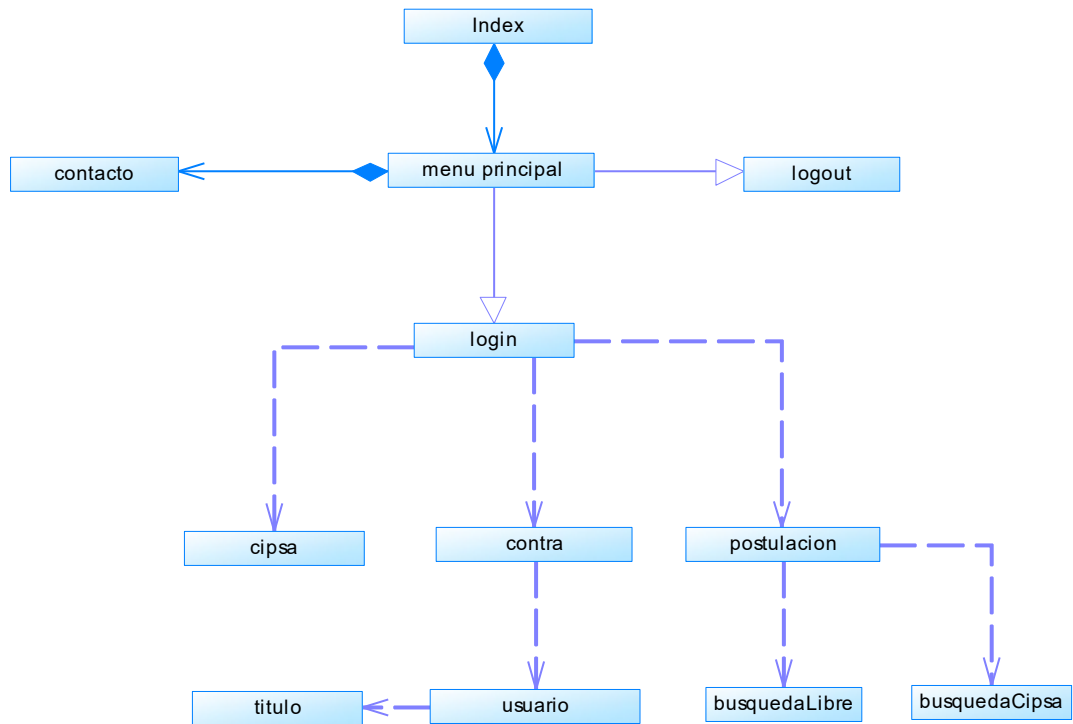 Index
contacto
menu principal
logout
login
cipsa
contra
postulacion
titulo
usuario
busquedaLibre
busquedaCipsa